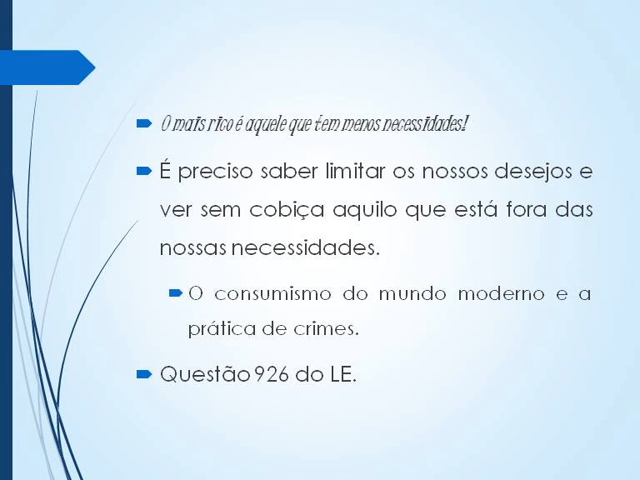 O mais rico é aquele que tem menos necessidades!
É preciso saber limitar os nossos desejos e
ver sem cobiça aquilo que está fora das
nossas necessidades.
O consumismo do mundo moderno e a
prática de crimes.
Questão 926 do LE.